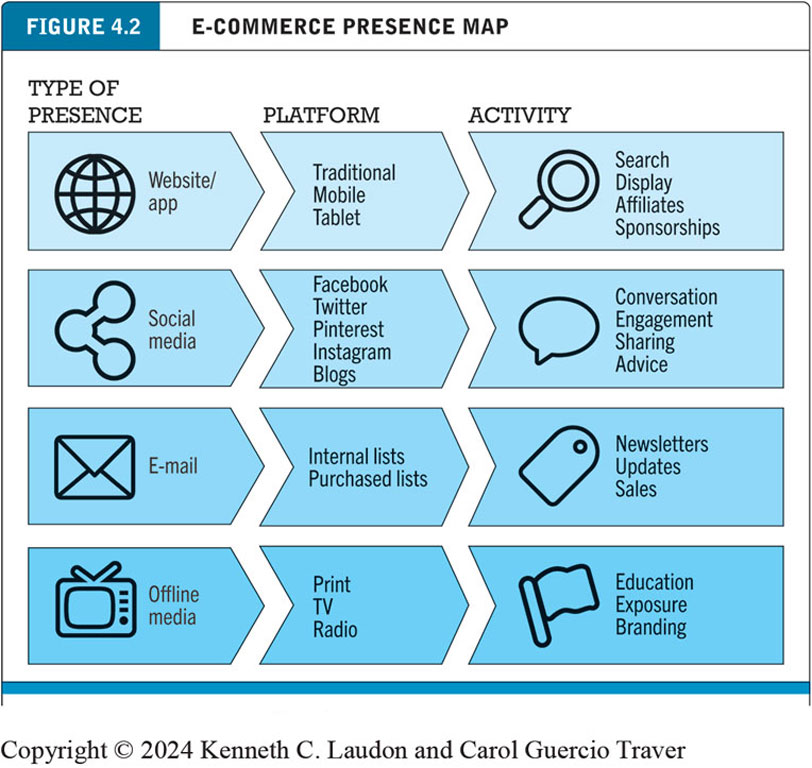 FIGURE 4.2
E-COMMERCE PRESENCE MAP
TYPE OF
PRESENCE
PLATFORM
ACTIVITY
Website/
app
Traditional
Mobile
Tablet
Search
Display
Affiliates
Sponsorships
Social
media
Facebook
Twitter
Pinterest
Instagram
Blogs
Conversation
Engagement
Sharing
Advice
E-mail
Internal lists
Purchased lists
Newsletters
Updates
Sales
Offline
media
Print
TV
Radio
Education
Exposure
Branding
Copyright © 2024 Kenneth C. Laudon and Carol Guercio Traver